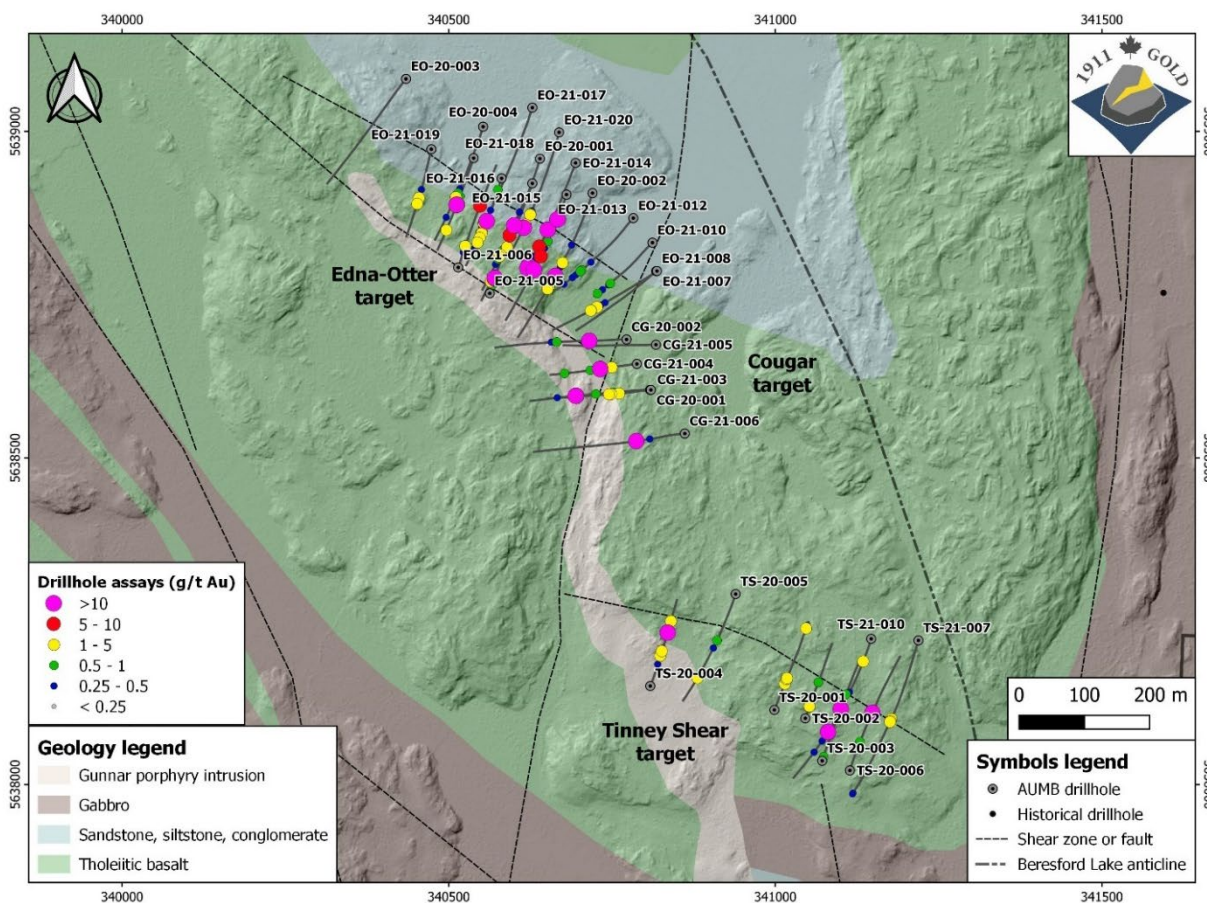 340000
340500
341000
341500
1911 GOLD
EO-20-003
EO-21-017
EO-20-004
EO-21-020
5639000
5639000
EO-21-019
EO-21-018
EO-20-001
EO-21-014
EO-21-016
EO-20-002
EO-21-015
EO-21-013
EO-21-012
EO-21-010
EO-21-006
EO-21-008
Edna-Otter
target
EO-21-005
EO-21-007
CG-20-002
CG-21-005
CG-21-004
Cougar
target
CG-21-003
CG-20-001
CG-21-006
5638500
5638500
Drillhole assays (g/t Au)
>10
5 - 10
1 - 5
0.5 - 1
0.25 - 0.5
< 0.25
TS-20-005
TS-21-010
TS-21-007
TS-20-004
TS-20-001
TS-20-002
Tinney Shear
target
TS-20-003
TS-20-006
0 100 200 m
5638000
5638000
Geology legend
Gunnar porphyry intrusion
Gabbro
Sandstone, siltstone, conglomerate
Tholeiitic basalt
Symbols legend
AUMB drillhole
Historical drillhole
Shear zone or fault
Beresford Lake anticline
340000
340500
341000
341500